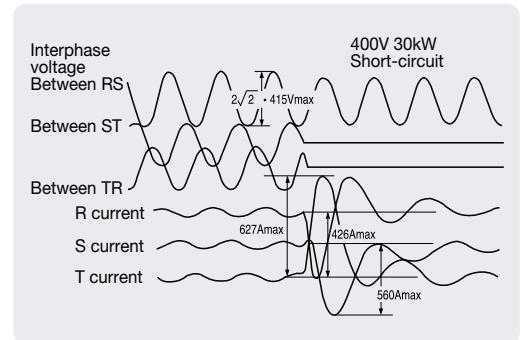 Interphase
voltage
Between RS
400V 30kW
Short-circuit
2√2 · 415Vmax
Between ST
Between TR
R current
627Amax
426Amax
S current
T current
560Amax